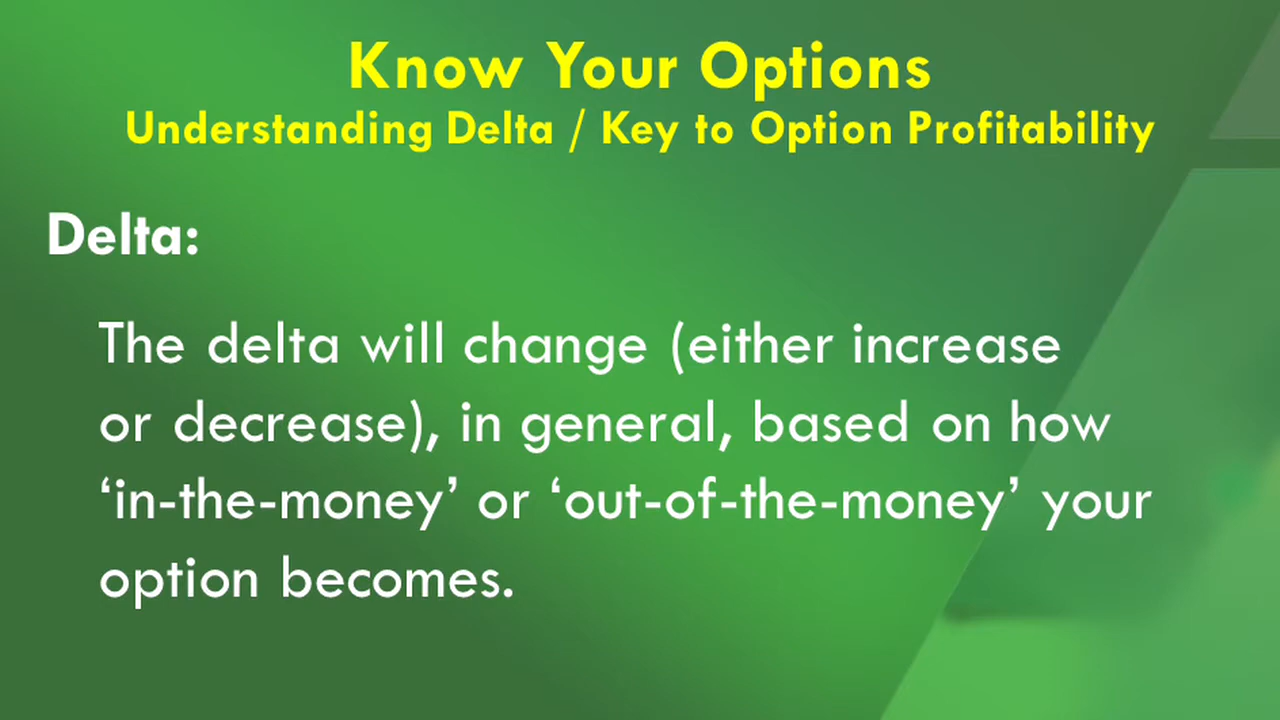 Know Your Options
Understanding Delta / Key to Option Profitability
Delta:
The delta will change (either increase
or decrease), in general, based on how
‘in-the-money’ or ‘out-of-the-money’ your
option becomes.